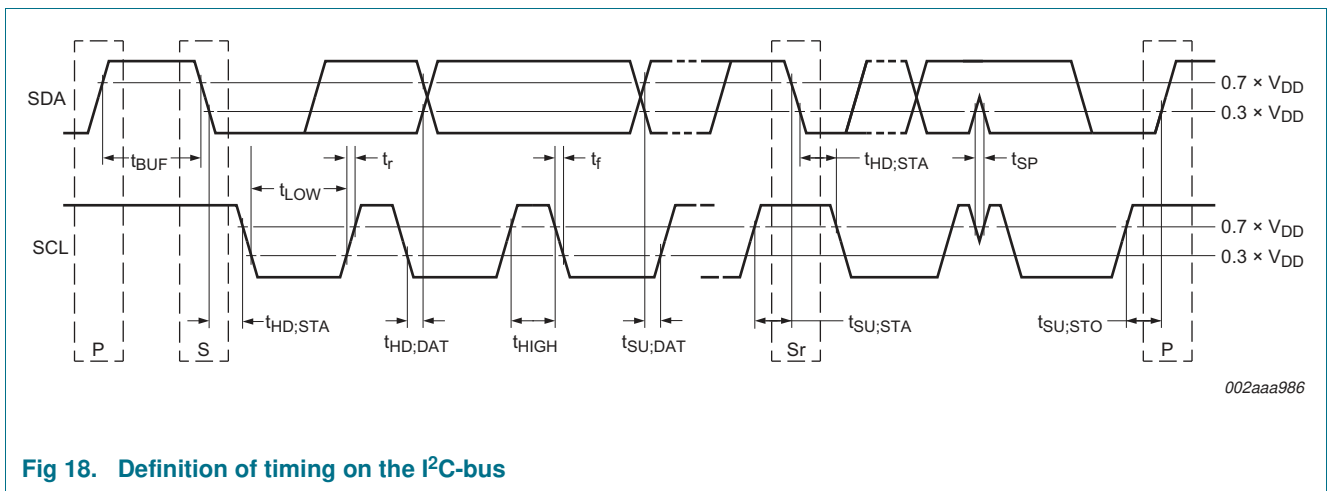 SDA
0.7 × VDD
0.3 × VDD
tBUF
tLOW
tr
tf
tHD;STA
tSP
SCL
0.7 × VDD
0.3 × VDD
tHD;STA
tHD;DAT
tHIGH
tSU;DAT
tSU;STA
tSU;STO
P
S
Sr
P
002aaa986
Fig 18. Definition of timing on the I²C-bus